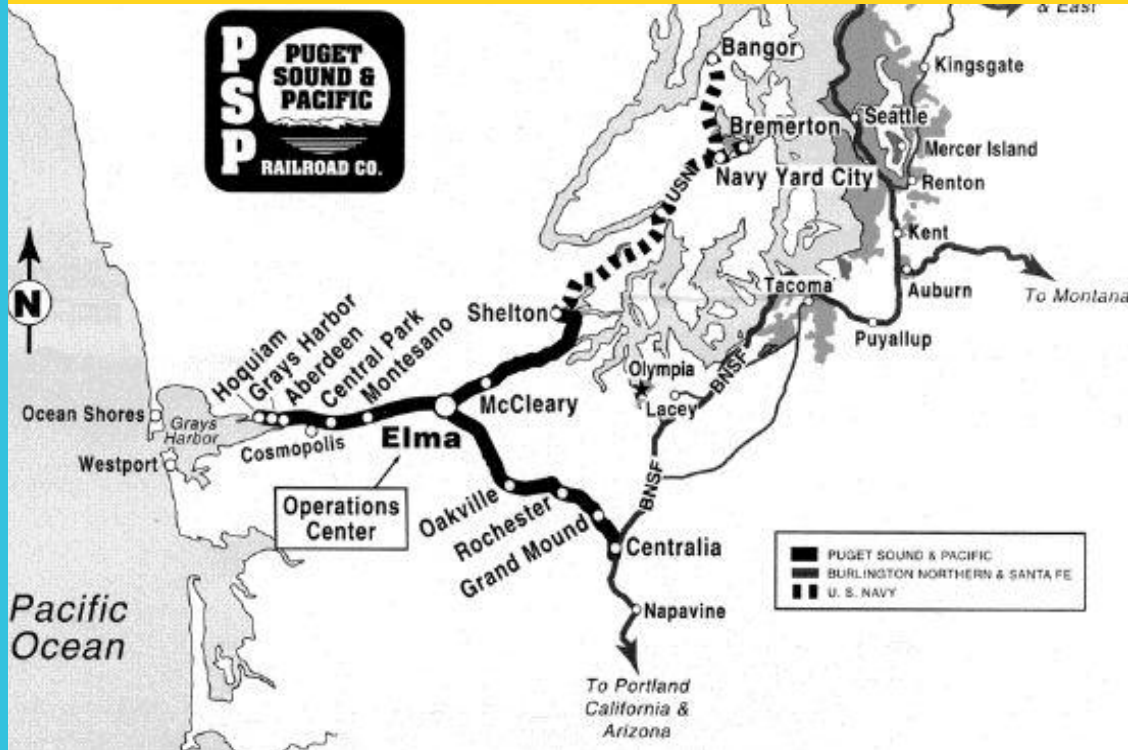 & East
PSP
PUGET
SOUND &
PACIFIC
RAILROAD CO.
Bangor
Kingsgate
Bremerton
Seattle
Mercer Island
USN
Navy Yard City
Renton
Kent
N
Tacoma
Auburn
To Montana
Shelton
Puyallup
Hoquiam
Grays Harbor
Aberdeen
Central Park
Montesano
Olympia
BNSF
McCleary
Lacey
Ocean Shores
Grays
Harbor
Cosmopolis
Elma
Westport
BNSF
Operations
Center
Oakville
Rochester
Grand Mound
Centralia
PUGET SOUND & PACIFIC
BURLINGTON NORTHERN & SANTA FE
U. S. NAVY
Pacific
Ocean
Napavine
To Portland
California &
Arizona